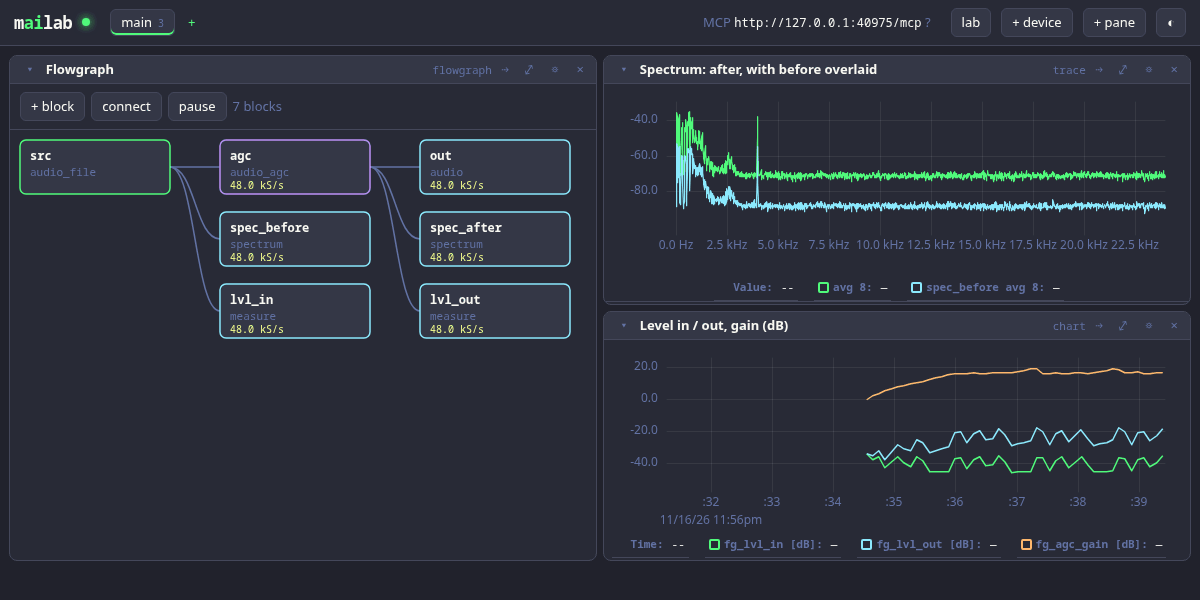 mailab main 3 + MCP http://127.0.0.1:40975/mcp ? lab + device + pane
Flowgraph flowgraph
+ block connect pause 7 blocks
src
audio_file
agc
audio_agc
48.0 kS/s
out
audio
48.0 kS/s
spec_before
spectrum
48.0 kS/s
spec_after
spectrum
48.0 kS/s
lvl_in
measure
48.0 kS/s
lvl_out
measure
48.0 kS/s
Spectrum: after, with before overlaid trace
-40.0
-60.0
-80.0
0.0 Hz 2.5 kHz 5.0 kHz 7.5 kHz 10.0 kHz 12.5 kHz 15.0 kHz 17.5 kHz 20.0 kHz 22.5 kHz
Value: -- avg 8: — spec_before avg 8: —
Level in / out, gain (dB) chart
20.0
0.0
-20.0
-40.0
:32 :33 :34 :35 :36 :37 :38 :39
11/16/26 11:56pm
Time: -- fg_lvl_in [dB]: — fg_lvl_out [dB]: — fg_agc_gain [dB]: —